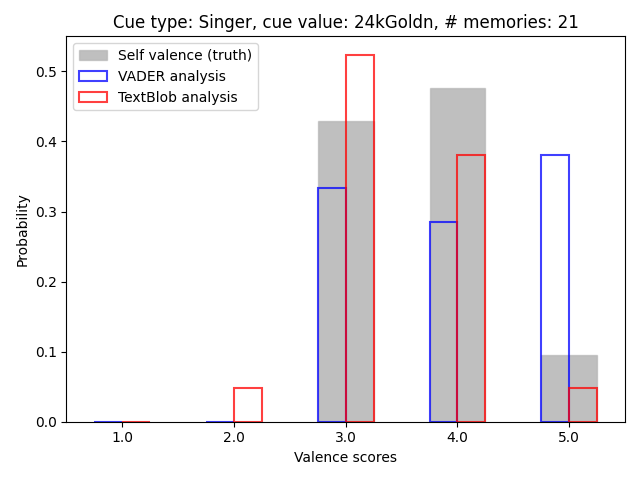 Cue type: Singer, cue value: 24kGoldn, # memories: 21
Self valence (truth)
VADER analysis
TextBlob analysis
Probability
0.5
0.4
0.3
0.2
0.1
0.0
1.0 2.0 3.0 4.0 5.0
Valence scores